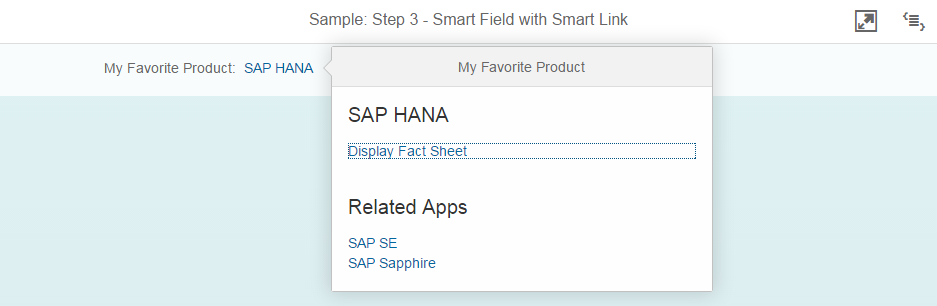 Sample: Step 3 - Smart Field with Smart Link
My Favorite Product: SAP HANA
My Favorite Product
SAP HANA
Display Fact Sheet
Related Apps
SAP SE
SAP Sapphire